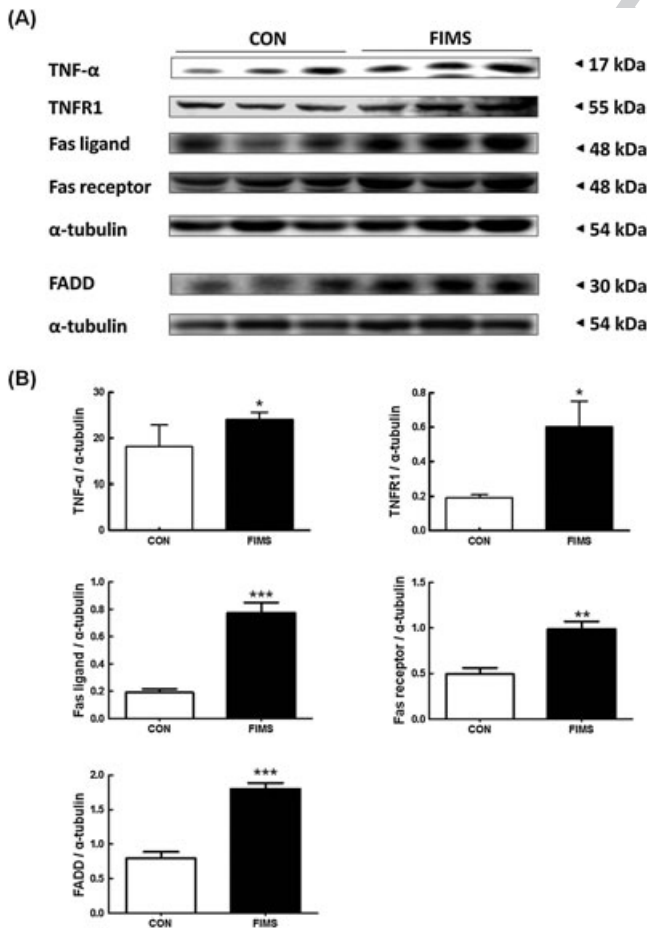 (A)
CON FIMS
TNF-α ◄ 17 kDa
TNFR1 ◄ 55 kDa
Fas ligand ◄ 48 kDa
Fas receptor ◄ 48 kDa
α-tubulin ◄ 54 kDa
FADD ◄ 30 kDa
α-tubulin ◄ 54 kDa
(B)
TNF-α / α-tubulin
30
20
10
0
*
CON FIMS
TNFR1 / α-tubulin
0.8
0.6
0.4
0.2
0.0
*
CON FIMS
Fas ligand / α-tubulin
1.0
0.8
0.6
0.4
0.2
0.0
***
CON FIMS
Fas receptor / α-tubulin
1.5
1.0
0.5
0.0
**
CON FIMS
FADD / α-tubulin
2.0
1.5
1.0
0.5
0.0
***
CON FIMS